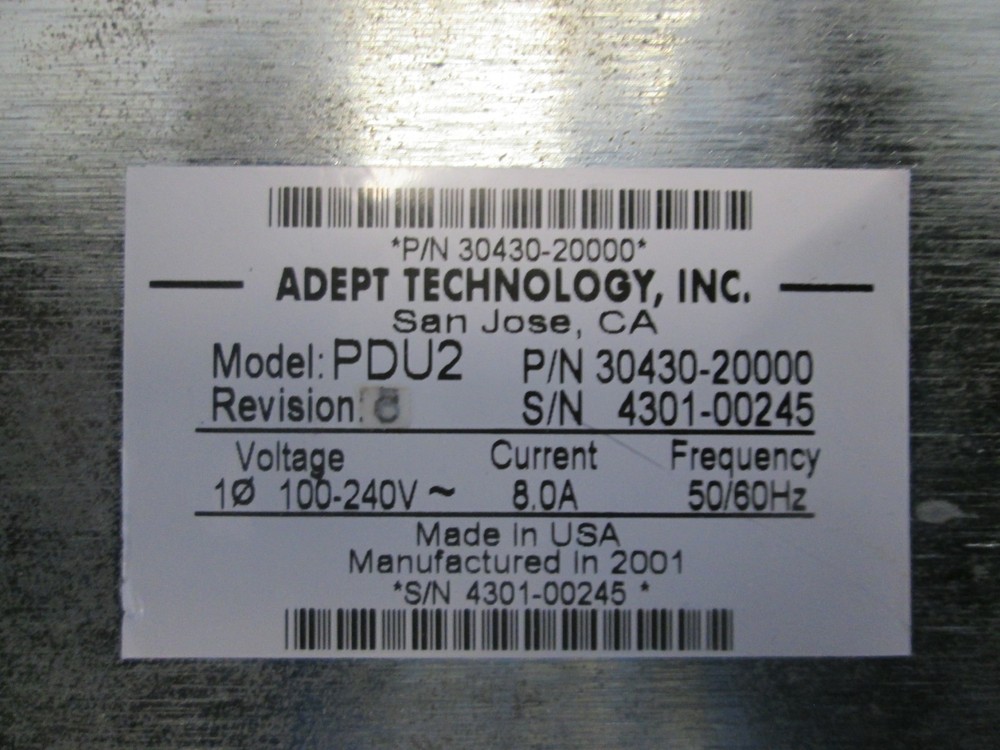 *P/N 30430-20000*
ADEPT TECHNOLOGY, INC.
San Jose, CA
Model: PDU2 P/N 30430-20000
Revision: S/N 4301-00245
Voltage Current Frequency
1Ø 100-240V ~ 8.0A 50/60Hz
Made in USA
Manufactured in 2001
*S/N 4301-00245 *